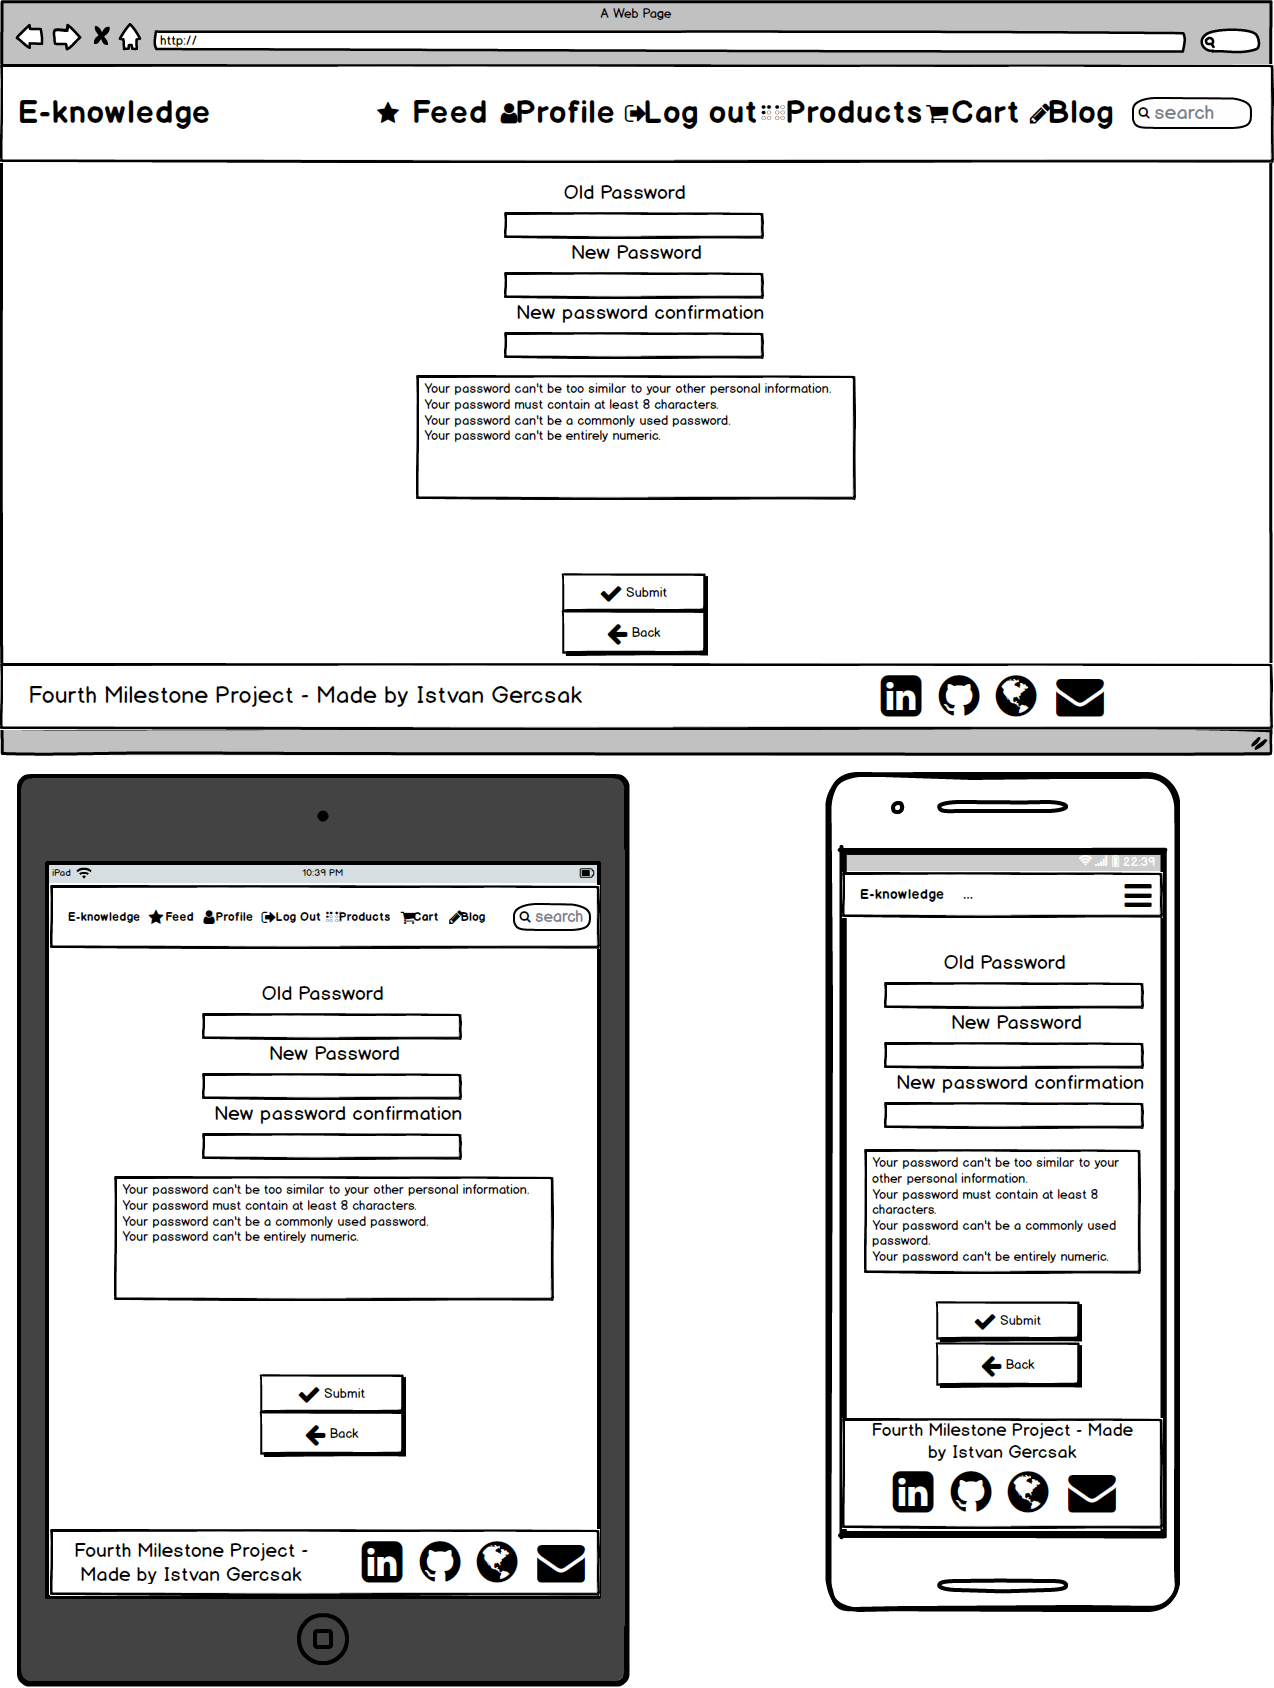 A Web Page
http://
E-knowledge Feed Profile Log out Products Cart Blog search
Old Password
New Password
New password confirmation
Your password can't be too similar to your other personal information.
Your password must contain at least 8 characters.
Your password can't be a commonly used password.
Your password can't be entirely numeric.
Submit
Back
Fourth Milestone Project - Made by Istvan Gercsak
in
iPad 10:39 PM
E-knowledge Feed Profile Log Out Products Cart Blog search
Old Password
New Password
New password confirmation
Your password can't be too similar to your other personal information.
Your password must contain at least 8 characters.
Your password can't be a commonly used password.
Your password can't be entirely numeric.
Submit
Back
Fourth Milestone Project -
Made by Istvan Gercsak
in
22:39
E-knowledge ...
Old Password
New Password
New password confirmation
Your password can't be too similar to your
other personal information.
Your password must contain at least 8
characters.
Your password can't be a commonly used
password.
Your password can't be entirely numeric.
Submit
Back
Fourth Milestone Project - Made
by Istvan Gercsak
in